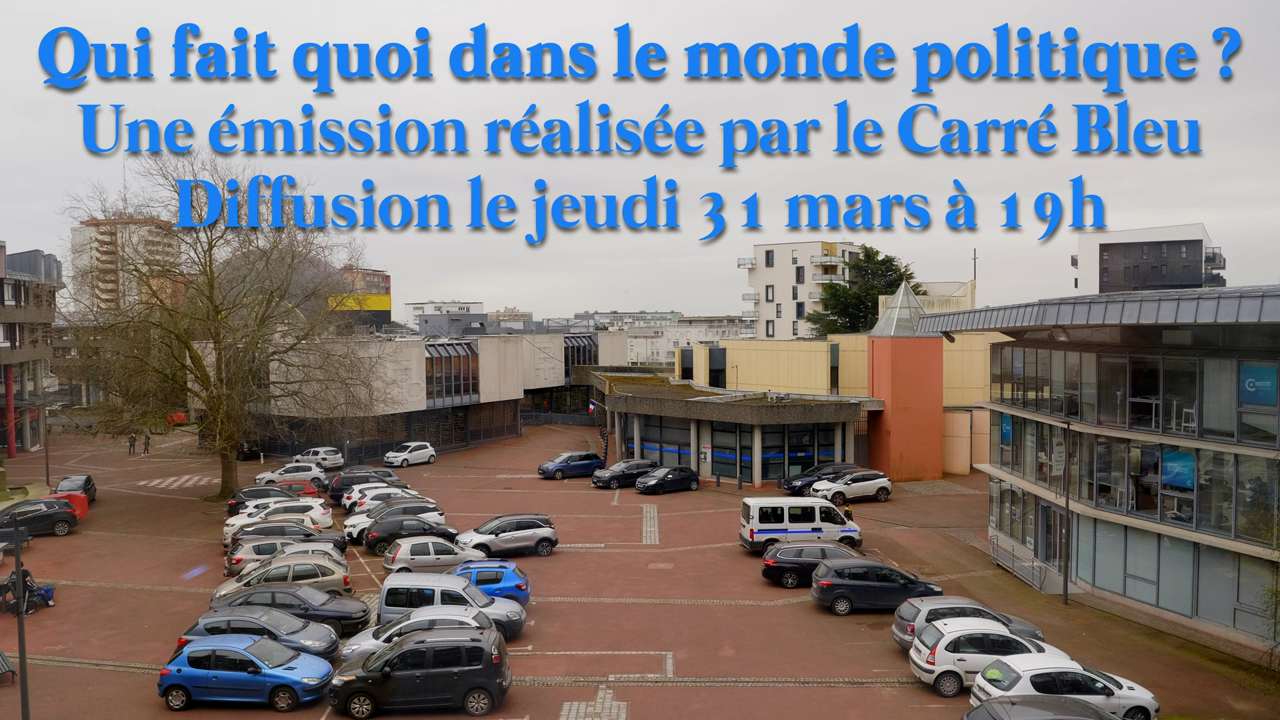 Qui fait quoi dans le monde politique ?
Une émission réalisée par le Carré Bleu
Diffusion le jeudi 31 mars à 19h